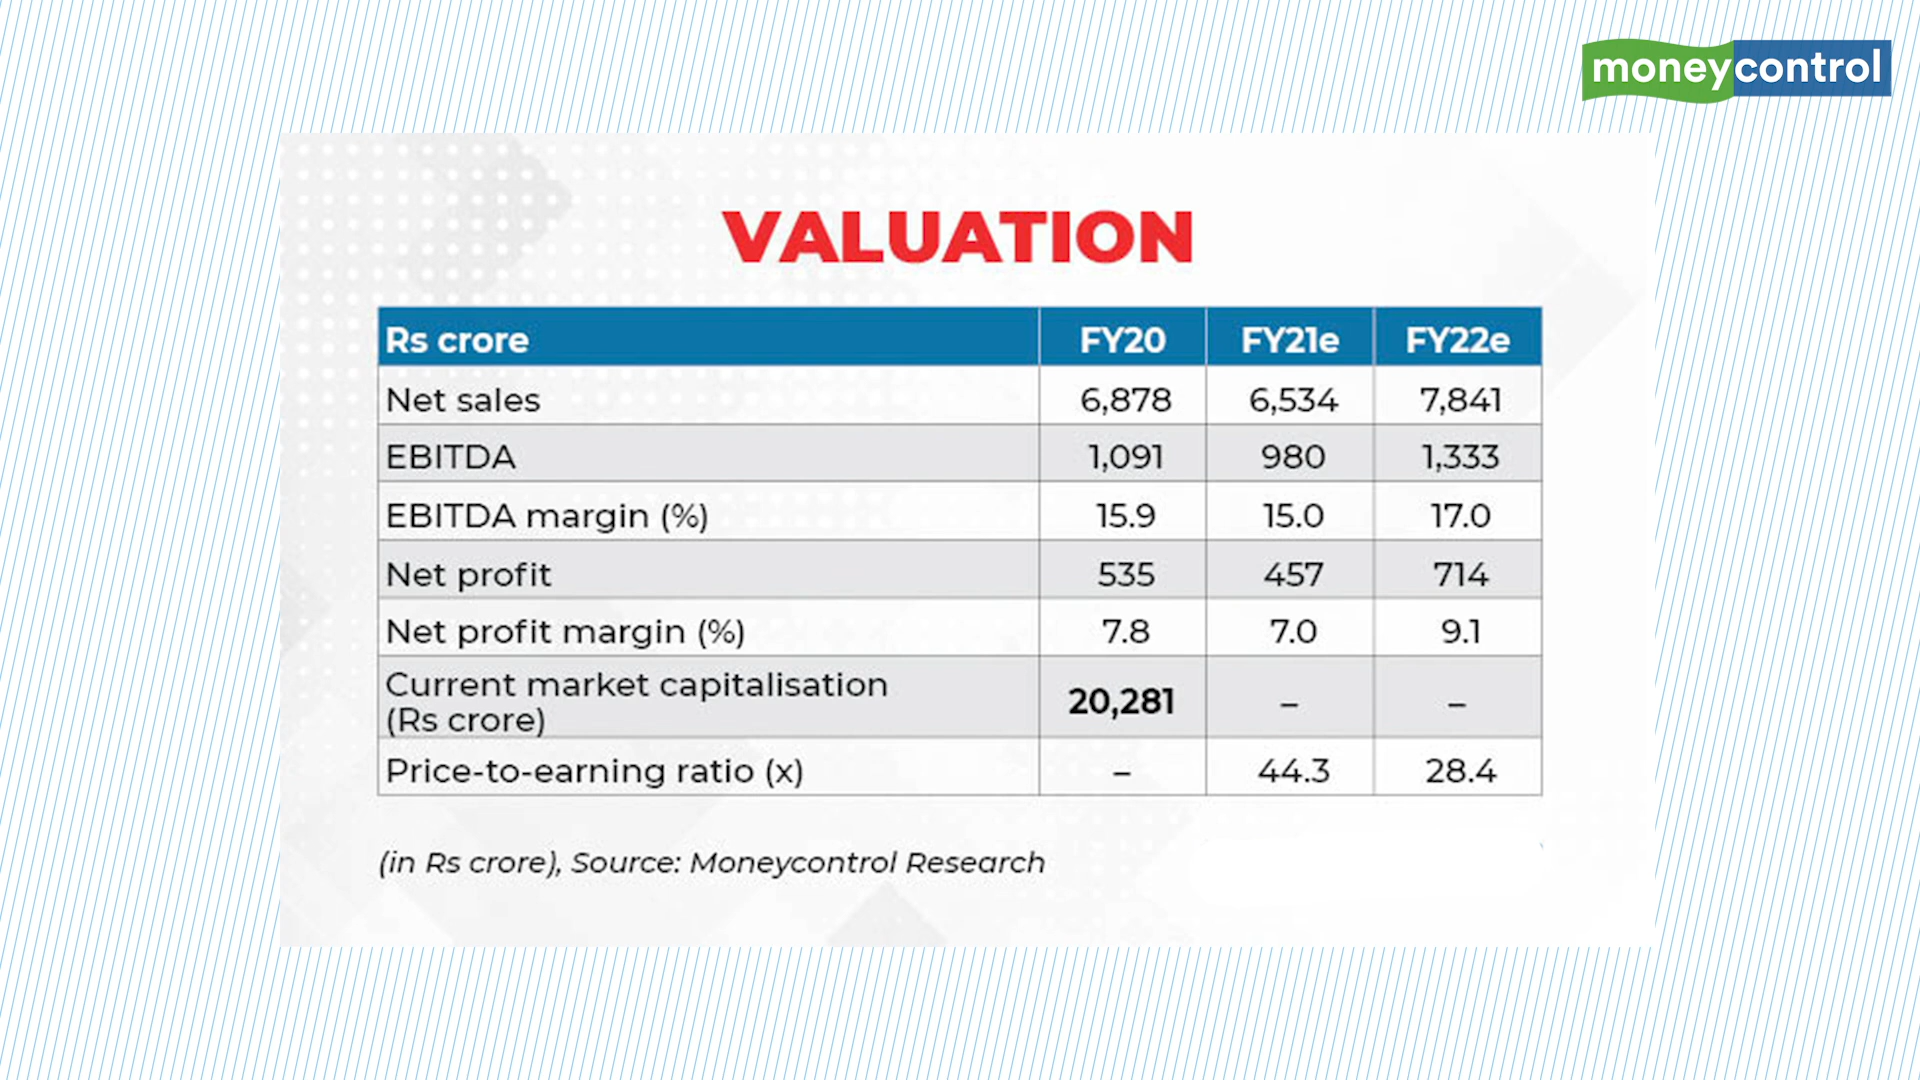 moneycontrol
VALUATION
Rs crore FY20 FY21e FY22e
Net sales 6,878 6,534 7,841
EBITDA 1,091 980 1,333
EBITDA margin (%) 15.9 15.0 17.0
Net profit 535 457 714
Net profit margin (%) 7.8 7.0 9.1
Current market capitalisation
(Rs crore) 20,281 – –
Price-to-earning ratio (x) – 44.3 28.4
(in Rs crore), Source: Moneycontrol Research